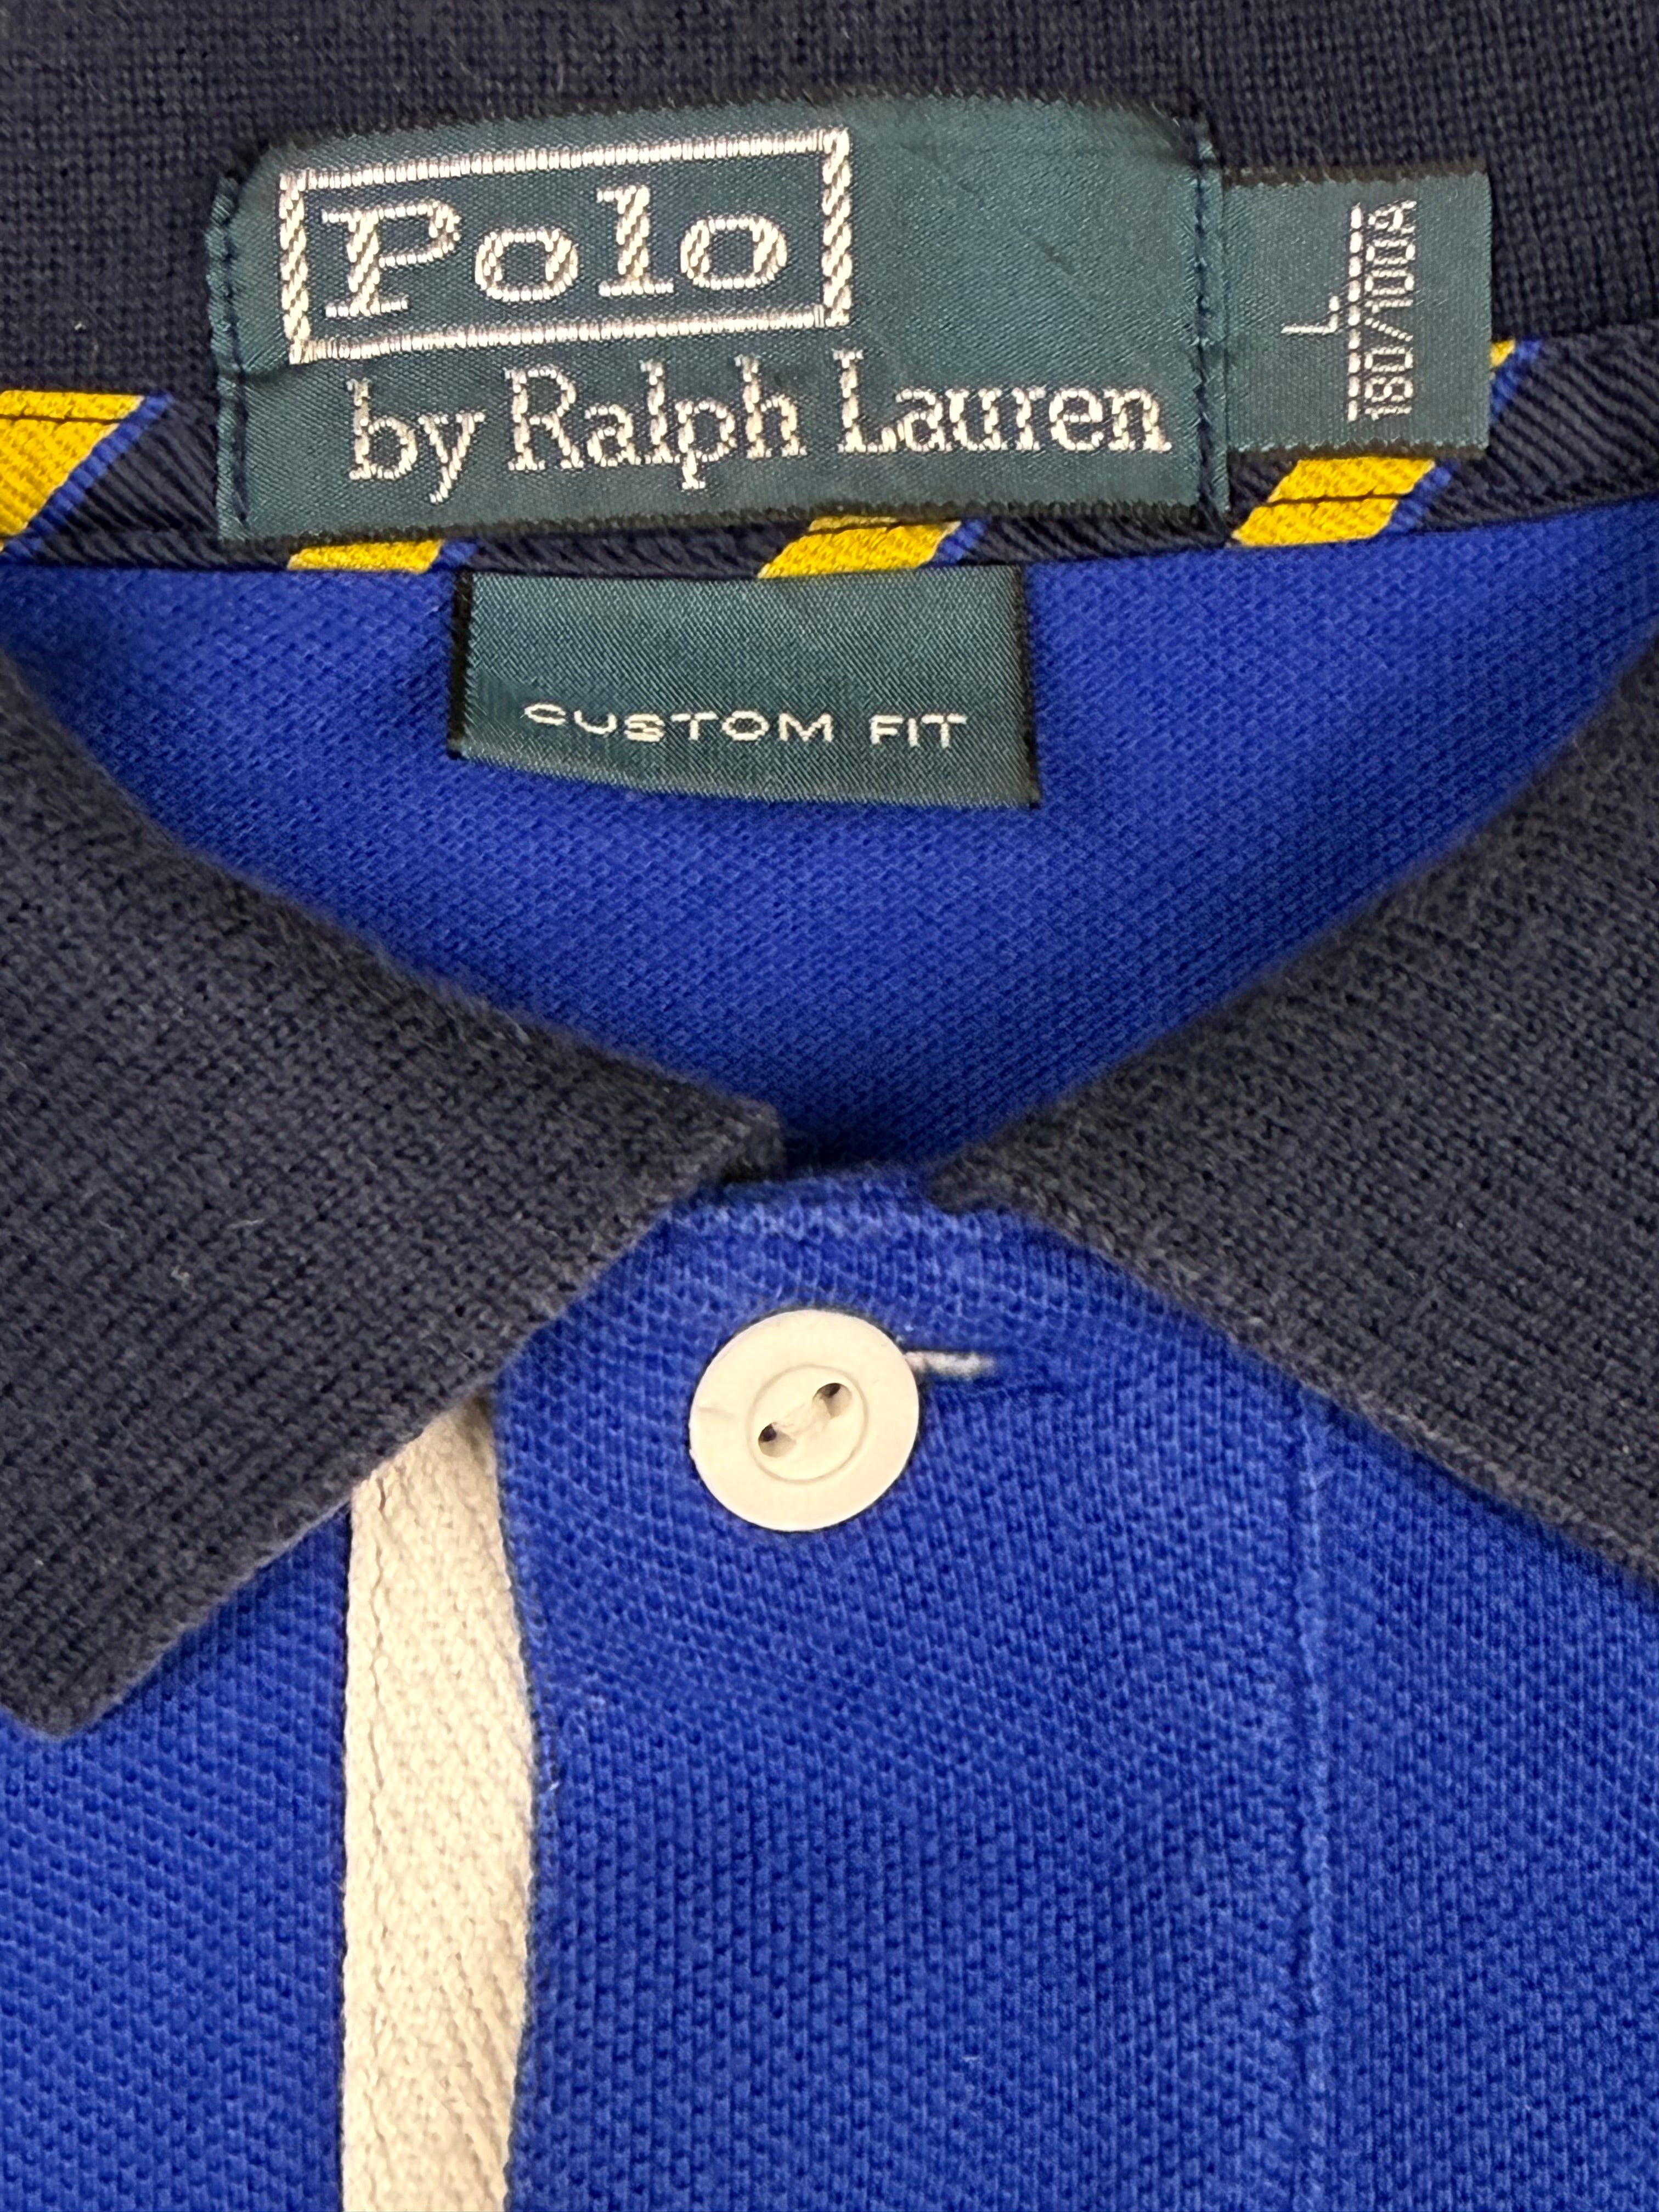 Polo
by Ralph Lauren
L
180/100A
CUSTOM FIT